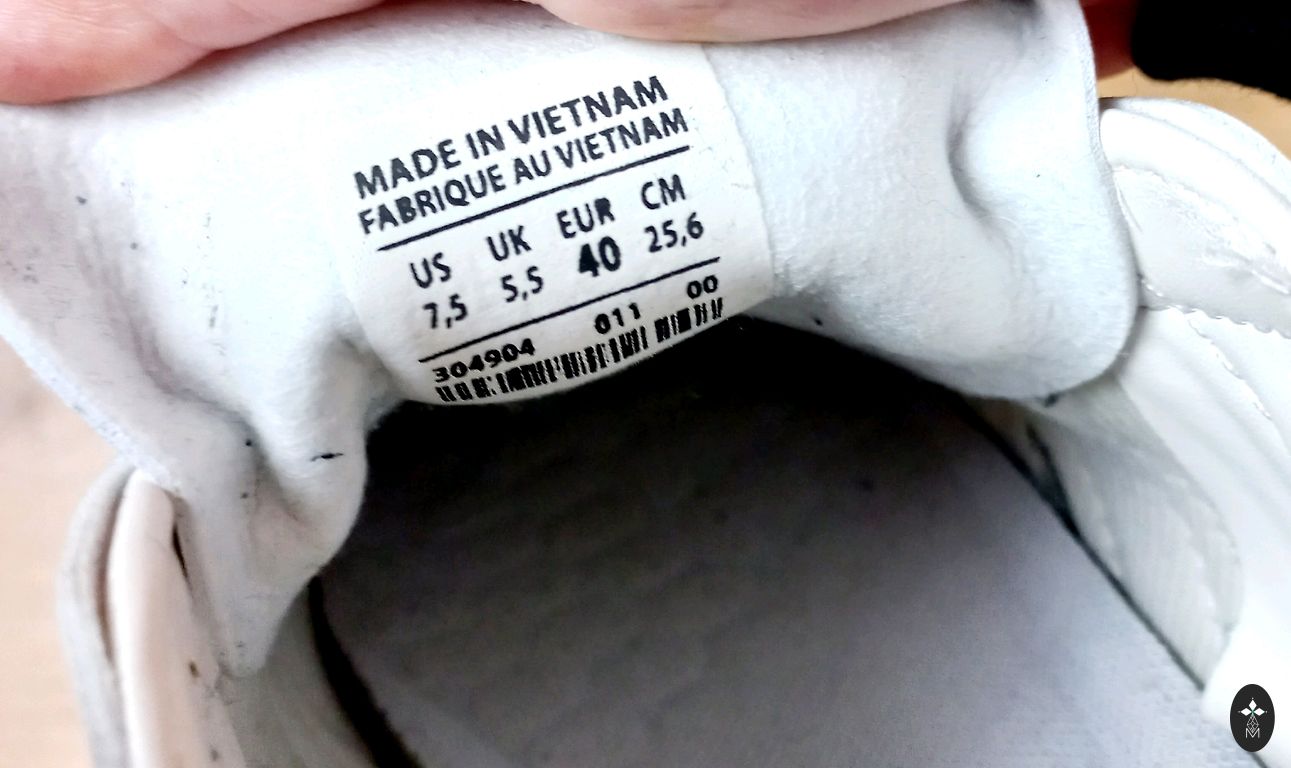 MADE IN VIETNAM
FABRIQUE AU VIETNAM
US UK EUR CM
7,5 5,5 40 25,6
304904 011 00
M